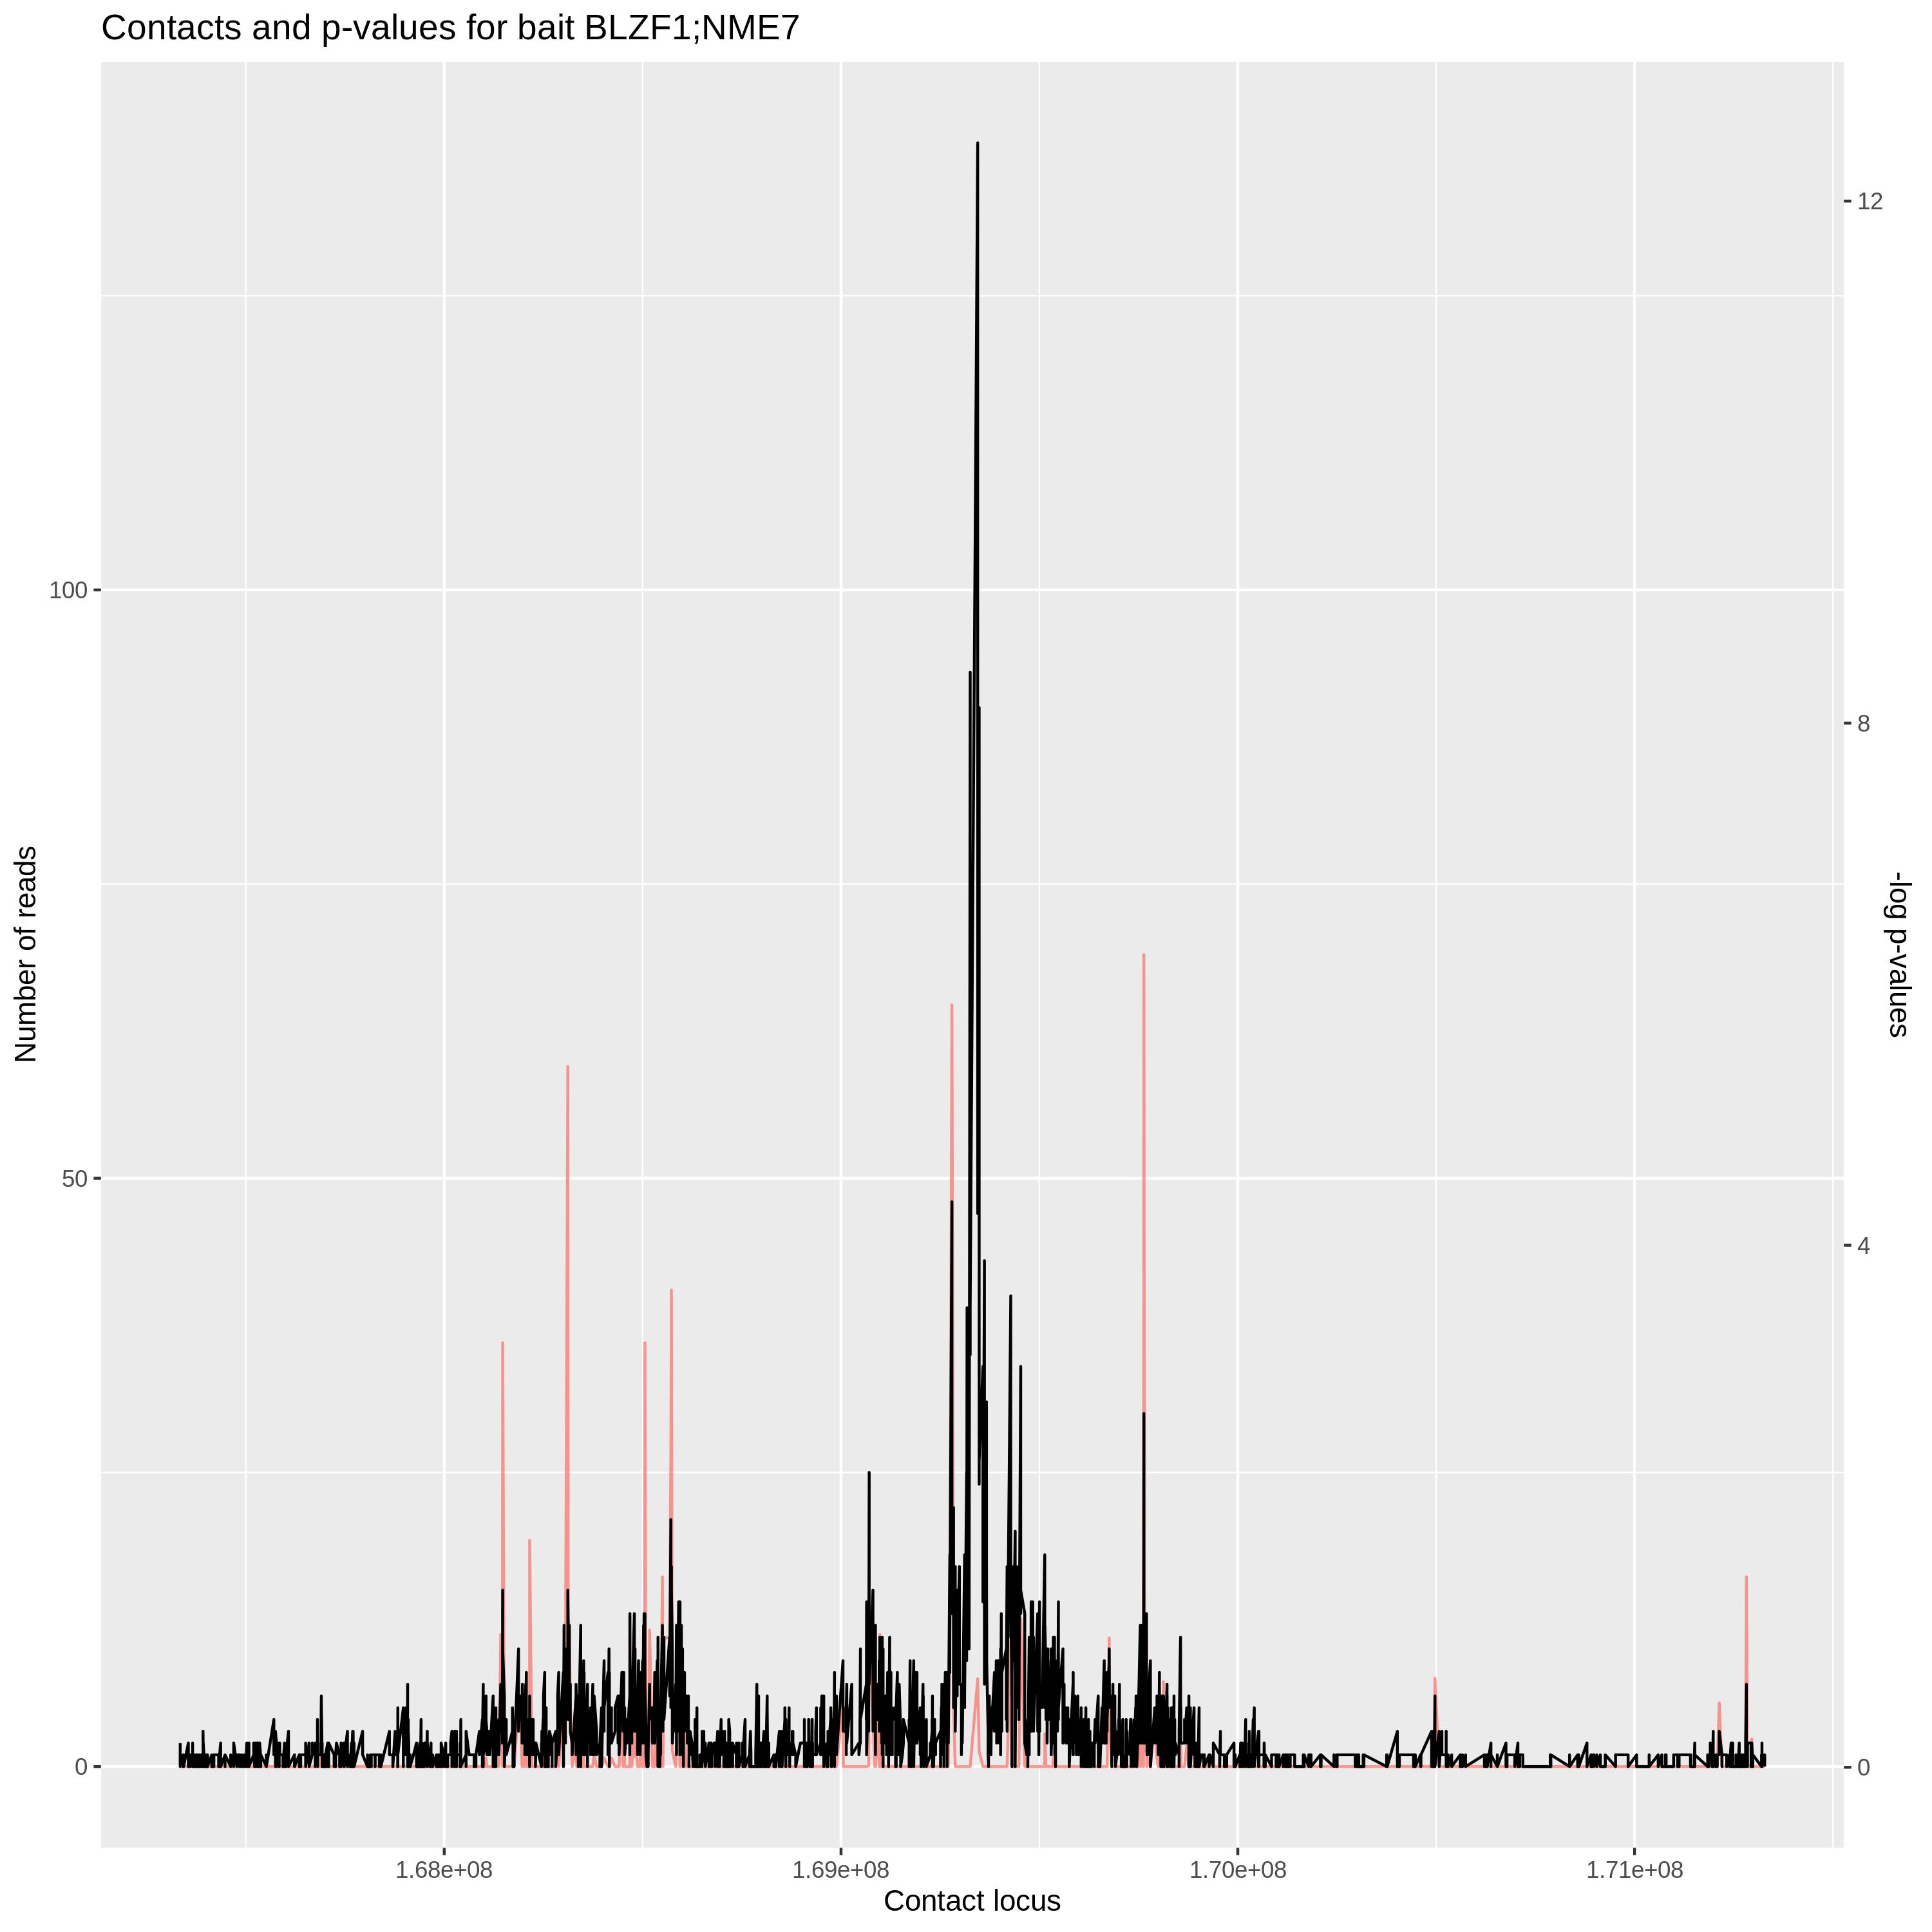 Contacts and p-values for bait BLZF1;NME7
Number of reads
100
50
0
12
8
4
0
-log p-values
1.68e+08
1.69e+08
1.70e+08
1.71e+08
Contact locus